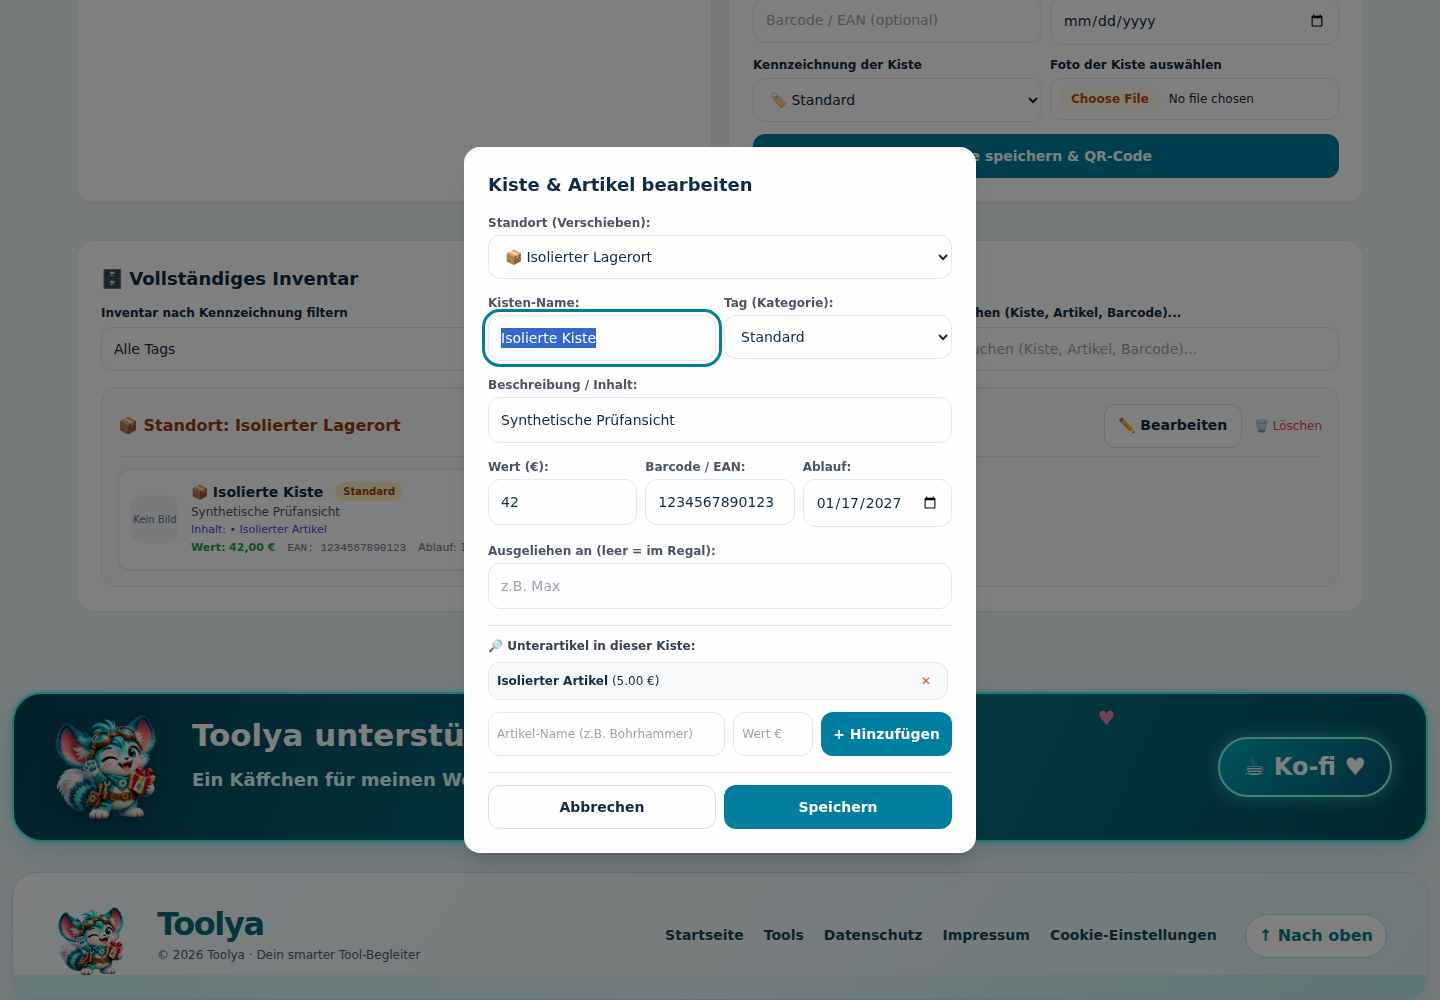 Barcode / EAN (optional)
mm/dd/yyyy
Kennzeichnung der Kiste
Foto der Kiste auswählen
🏷️ Standard
Choose File No file chosen
speichern & QR-Code
Kiste & Artikel bearbeiten
Standort (Verschieben):
📦 Isolierter Lagerort
Kisten-Name:
Tag (Kategorie):
Isolierte Kiste
Standard
Beschreibung / Inhalt:
Synthetische Prüfansicht
Wert (€):
Barcode / EAN:
Ablauf:
42
1234567890123
01/17/2027
Ausgeliehen an (leer = im Regal):
z.B. Max
🔎 Unterartikel in dieser Kiste:
Isolierter Artikel (5.00 €)
×
Artikel-Name (z.B. Bohrhammer)
Wert €
+ Hinzufügen
Abbrechen
Speichern
🗄️ Vollständiges Inventar
Inventar nach Kennzeichnung filtern
(Kiste, Artikel, Barcode)...
Alle Tags
(Kiste, Artikel, Barcode)...
📦 Standort: Isolierter Lagerort
✏️ Bearbeiten
🗑️ Löschen
Kein Bild
📦 Isolierte Kiste Standard
Synthetische Prüfansicht
Inhalt: • Isolierter Artikel
Wert: 42,00 € EAN: 1234567890123 Ablauf:
Toolya
Ein Käffchen für meinen
☕ Ko-fi ♥
Toolya
© 2026 Toolya · Dein smarter Tool-Begleiter
Startseite Tools Datenschutz Impressum Cookie-Einstellungen
↑ Nach oben